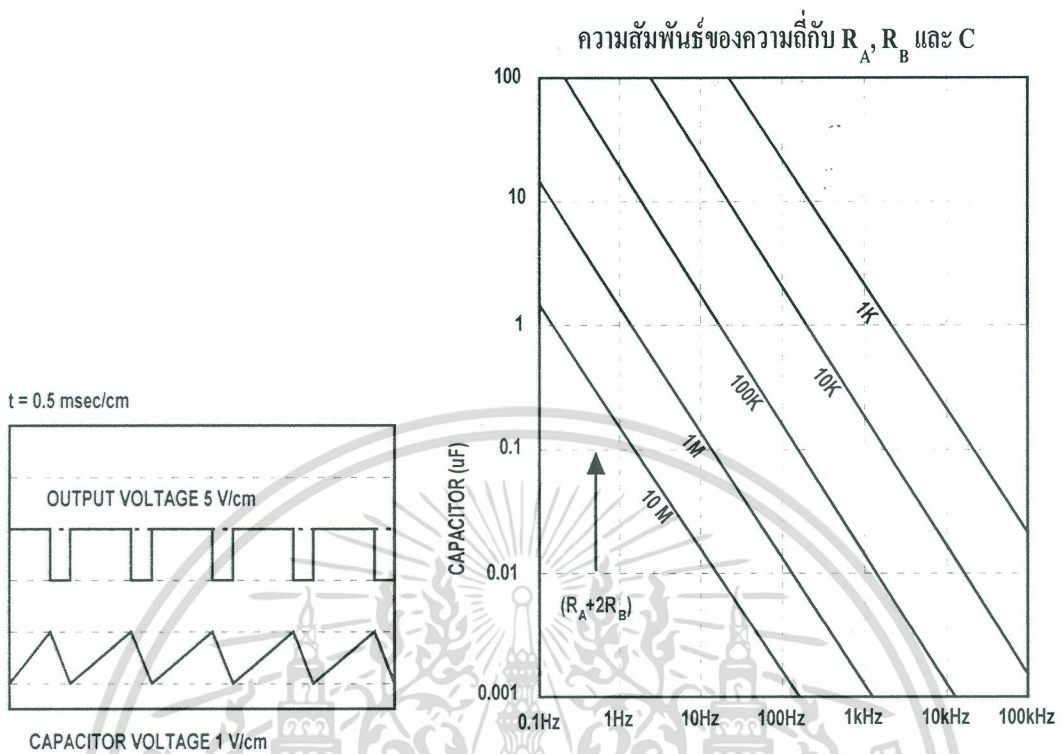 ความสัมพันธ์ของความถี่กับ R_A, R_B และ C
100
10
1
0.1
0.01
0.001
CAPACITOR (uF)
1K
10K
100K
1M
10 M
(R_A+2R_B)
0.1Hz 1Hz 10Hz 100Hz 1kHz 10kHz 100kHz
t = 0.5 msec/cm
OUTPUT VOLTAGE 5 V/cm
CAPACITOR VOLTAGE 1 V/cm